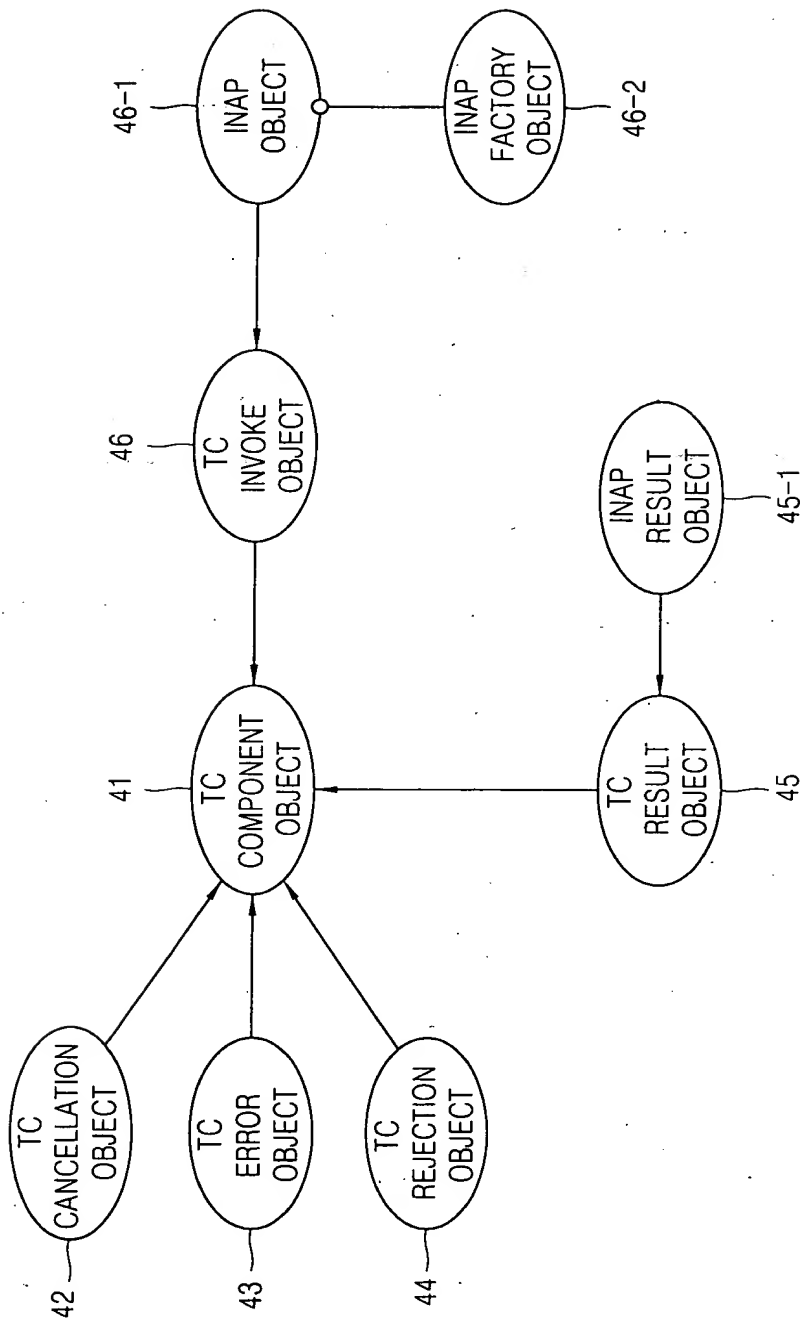 42
TC
CANCELLATION
OBJECT
43
TC
ERROR
OBJECT
44
TC
REJECTION
OBJECT
41
TC
COMPONENT
OBJECT
46
TC
INVOKE
OBJECT
46-1
INAP
OBJECT
INAP
FACTORY
OBJECT
46-2
TC
RESULT
OBJECT
45
INAP
RESULT
OBJECT
45-1